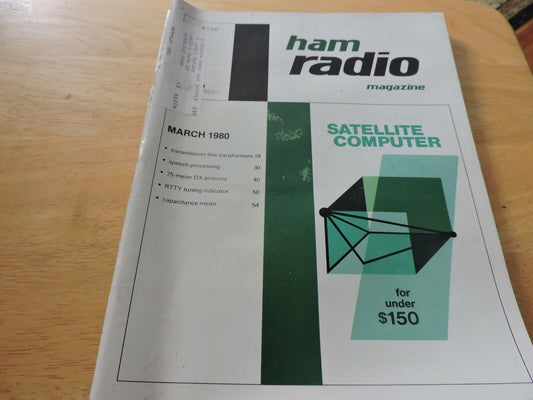 ham
radio
magazine
MARCH 1980
• transmission-line transformers 18
• speech processing 30
• 75-meter DX antenna 40
• RTTY tuning indicator 50
• capacitance meter 54
SATELLITE
COMPUTER
for
under
$150